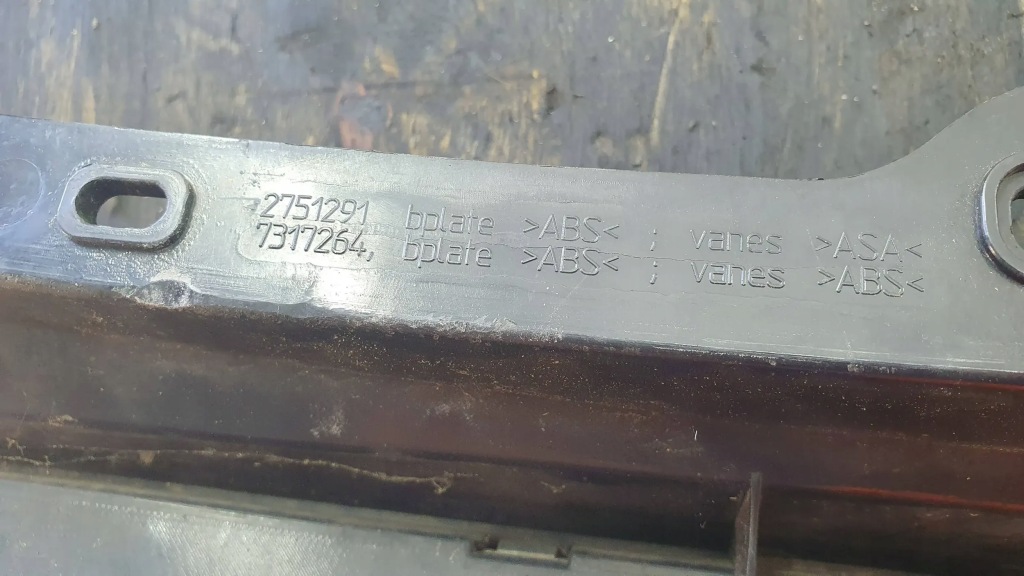 2751291 bplate >ABS< ; vanes >ASA<
7317264, bplate >ABS< ; vanes >ABS<